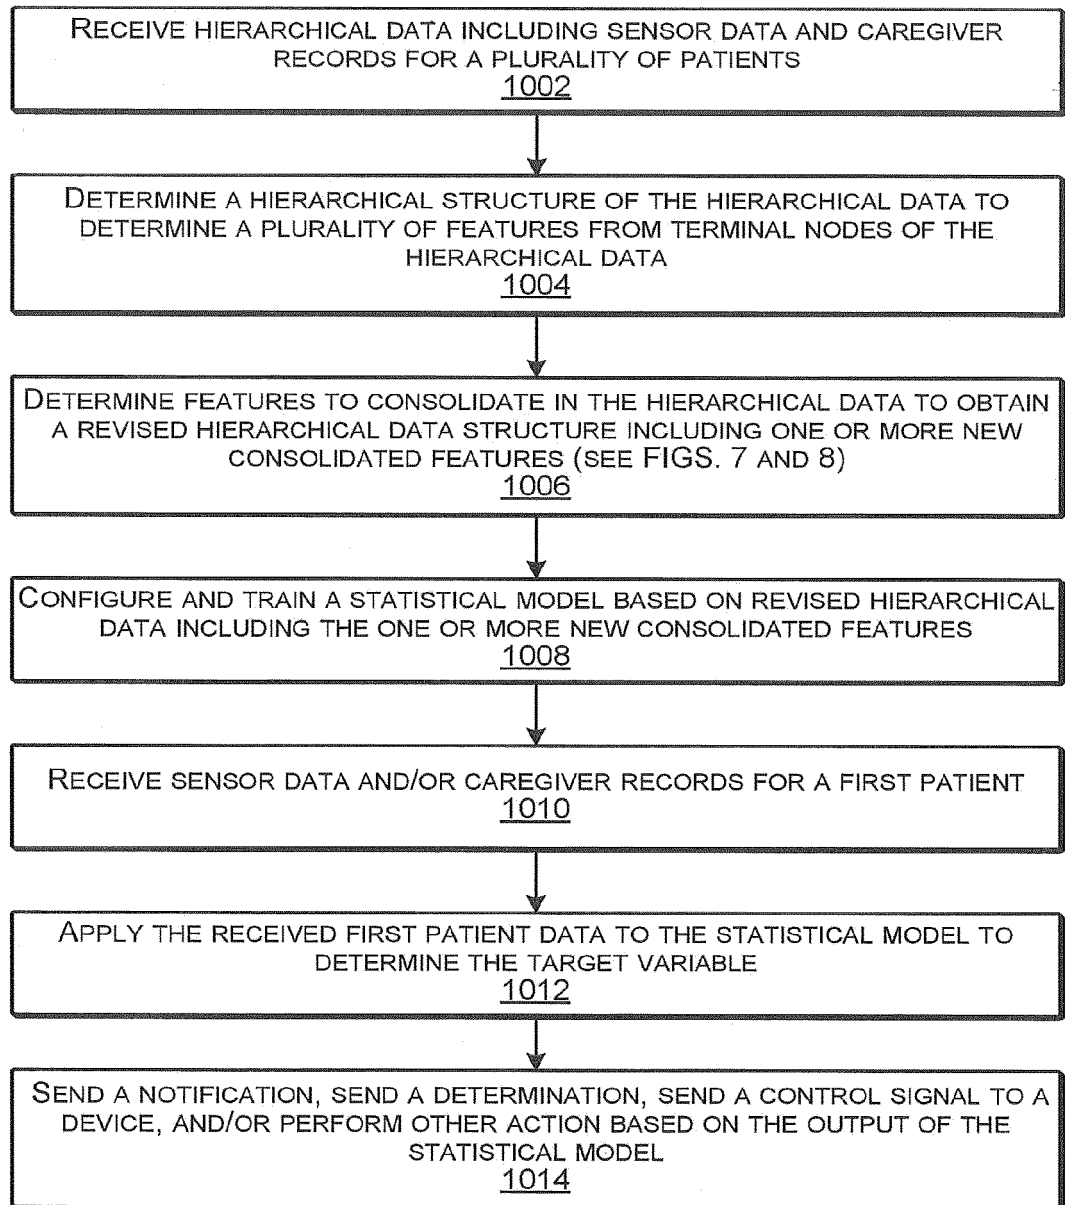 RECEIVE HIERARCHICAL DATA INCLUDING SENSOR DATA AND CAREGIVER
RECORDS FOR A PLURALITY OF PATIENTS
1002
DETERMINE A HIERARCHICAL STRUCTURE OF THE HIERARCHICAL DATA TO
DETERMINE A PLURALITY OF FEATURES FROM TERMINAL NODES OF THE
HIERARCHICAL DATA
1004
DETERMINE FEATURES TO CONSOLIDATE IN THE HIERARCHICAL DATA TO OBTAIN
A REVISED HIERARCHICAL DATA STRUCTURE INCLUDING ONE OR MORE NEW
CONSOLIDATED FEATURES (SEE FIGS. 7 AND 8)
1006
CONFIGURE AND TRAIN A STATISTICAL MODEL BASED ON REVISED HIERARCHICAL
DATA INCLUDING THE ONE OR MORE NEW CONSOLIDATED FEATURES
1008
RECEIVE SENSOR DATA AND/OR CAREGIVER RECORDS FOR A FIRST PATIENT
1010
APPLY THE RECEIVED FIRST PATIENT DATA TO THE STATISTICAL MODEL TO
DETERMINE THE TARGET VARIABLE
1012
SEND A NOTIFICATION, SEND A DETERMINATION, SEND A CONTROL SIGNAL TO A
DEVICE, AND/OR PERFORM OTHER ACTION BASED ON THE OUTPUT OF THE
STATISTICAL MODEL
1014